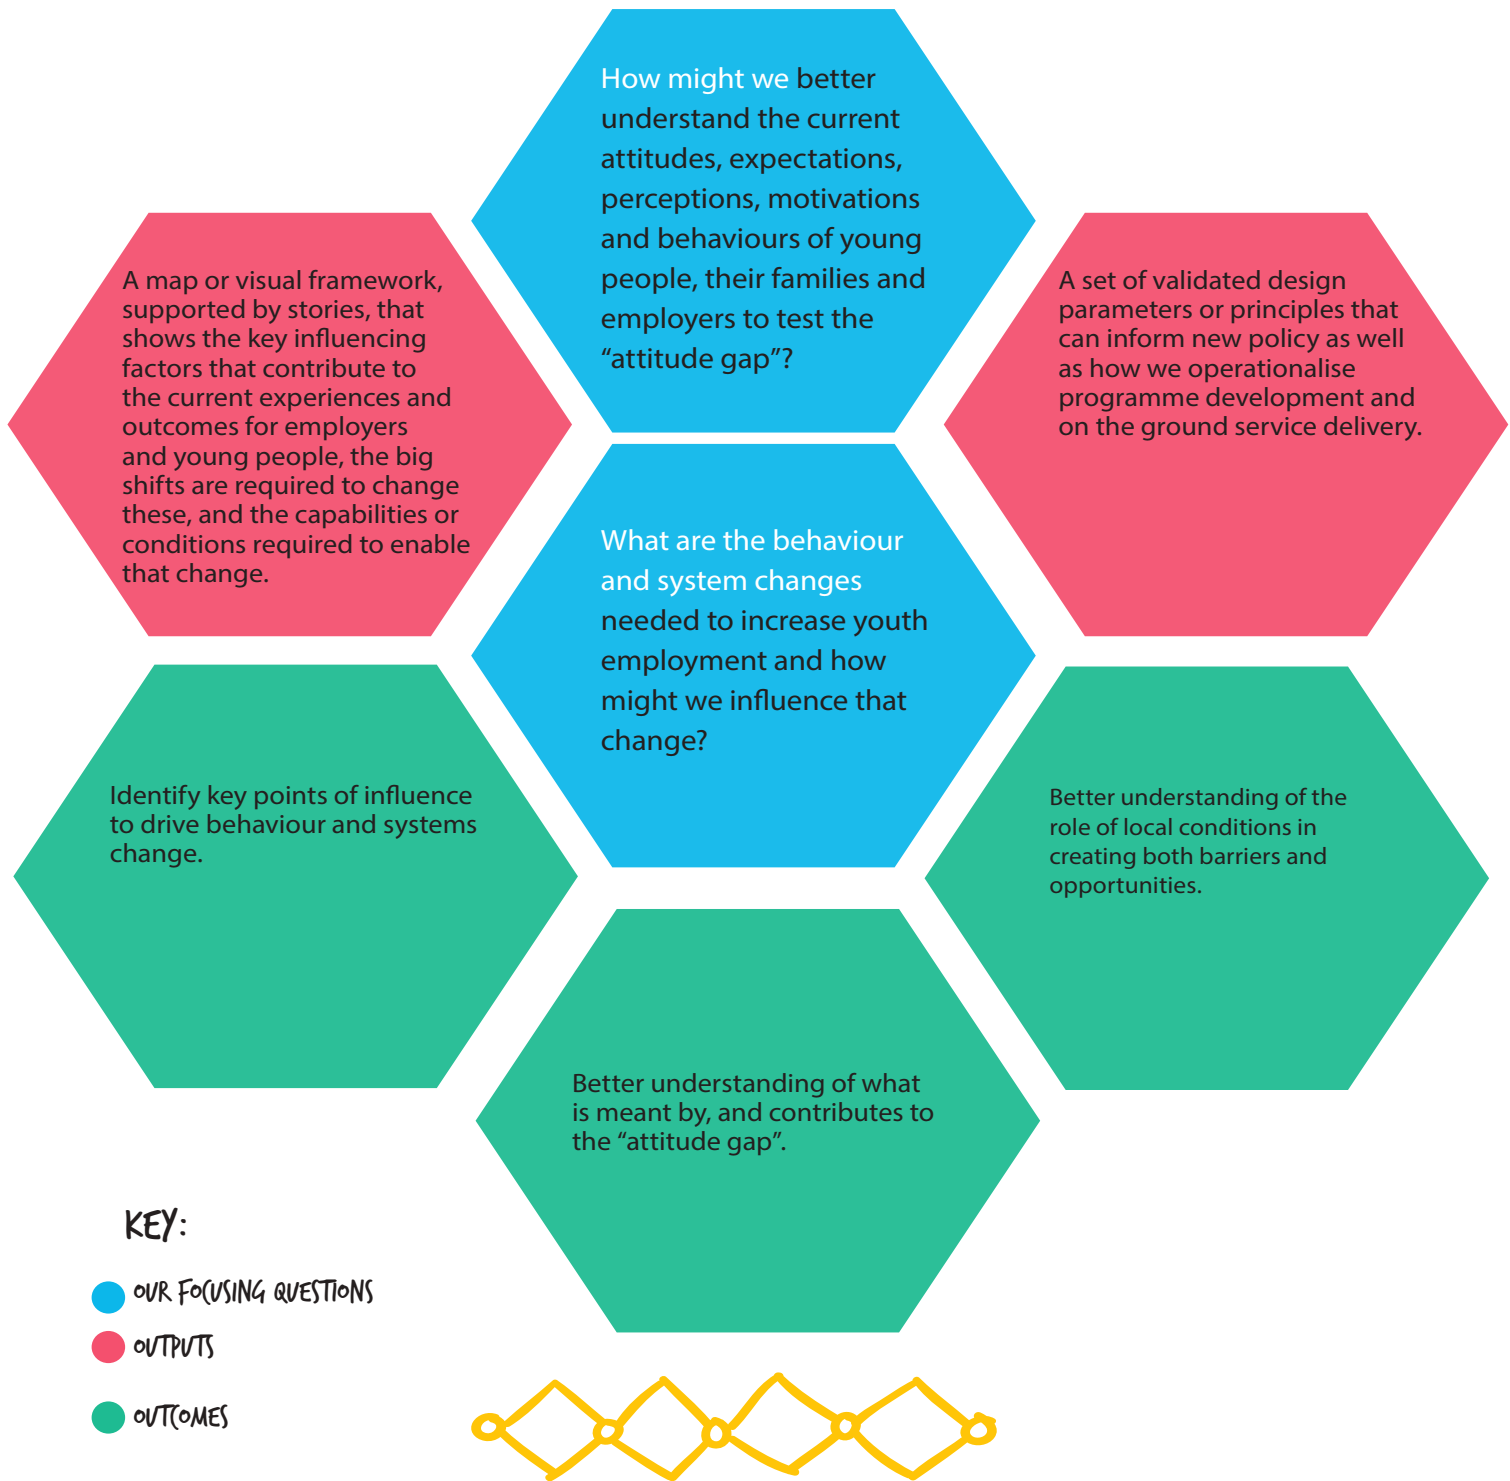 How might we better
understand the current
attitudes, expectations,
perceptions, motivations
and behaviours of young
people, their families and
employers to test the
“attitude gap”?
A map or visual framework,
supported by stories, that
shows the key influencing
factors that contribute to
the current experiences and
outcomes for employers
and young people, the big
shifts are required to change
these, and the capabilities or
conditions required to enable
that change.
A set of validated design
parameters or principles that
can inform new policy as well
as how we operationalise
programme development and
on the ground service delivery.
What are the behaviour
and system changes
needed to increase youth
employment and how
might we influence that
change?
Identify key points of influence
to drive behaviour and systems
change.
Better understanding of the
role of local conditions in
creating both barriers and
opportunities.
Better understanding of what
is meant by, and contributes to
the “attitude gap”.
KEY:
OUR FOCUSING QUESTIONS
OUTPUTS
OUTCOMES